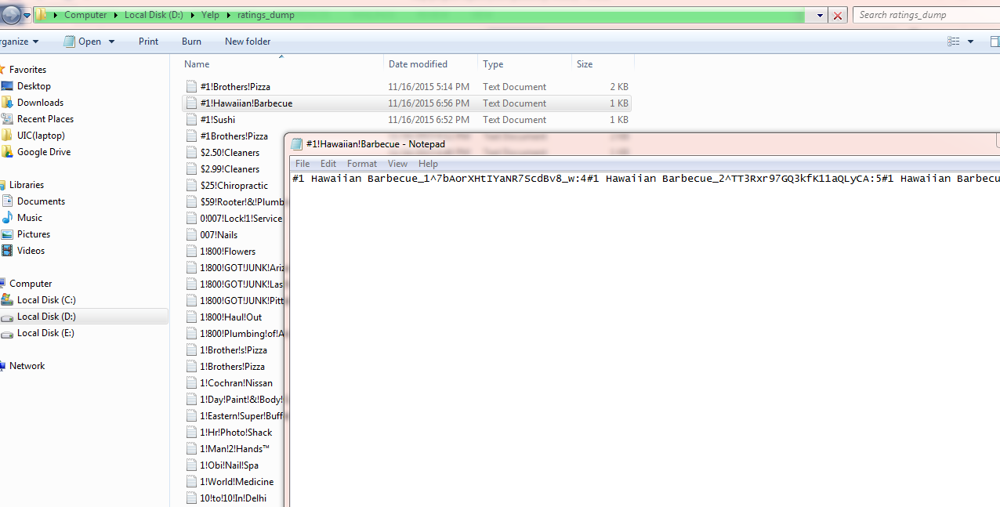 Computer ▸ Local Disk (D:) ▸ Yelp ▸ ratings_dump
Search ratings_dump
rganize Open Print Burn New folder
Favorites
Desktop
Downloads
Recent Places
UIC(laptop)
Google Drive
Libraries
Documents
Music
Pictures
Videos
Computer
Local Disk (C:)
Local Disk (D:)
Local Disk (E:)
Network
Name Date modified Type Size
#1!Brothers!Pizza 11/16/2015 5:14 PM Text Document 2 KB
#1!Hawaiian!Barbecue 11/16/2015 6:56 PM Text Document 1 KB
#1!Sushi 11/16/2015 6:52 PM Text Document 1 KB
#1Brothers!Pizza
$2.50!Cleaners
$2.99!Cleaners
$25!Chiropractic
$59!Rooter!&!Plumb
0!007!Lock!1!Service
007!Nails
1!800!Flowers
1!800!GOT!JUNK!Ariz
1!800!GOT!JUNK!Las
1!800!GOT!JUNK!Pitt
1!800!Haul!Out
1!800!Plumbing!of!A
1!Brother!s!Pizza
1!Brothers!Pizza
1!Cochran!Nissan
1!Day!Paint!&!Body!
1!Eastern!Super!Buff
1!Hr!Photo!Shack
1!Man!2!Hands™
1!Obi!Nail!Spa
1!World!Medicine
10!to!10!In!Delhi
#1!Hawaiian!Barbecue - Notepad
File Edit Format View Help
#1 Hawaiian Barbecue_1^7bAorXHtIYaNR7ScdBv8_w:4#1 Hawaiian Barbecue_2^TT3Rxr97GQ3kfK11aQLyCA:5#1 Hawaiian Barbecu